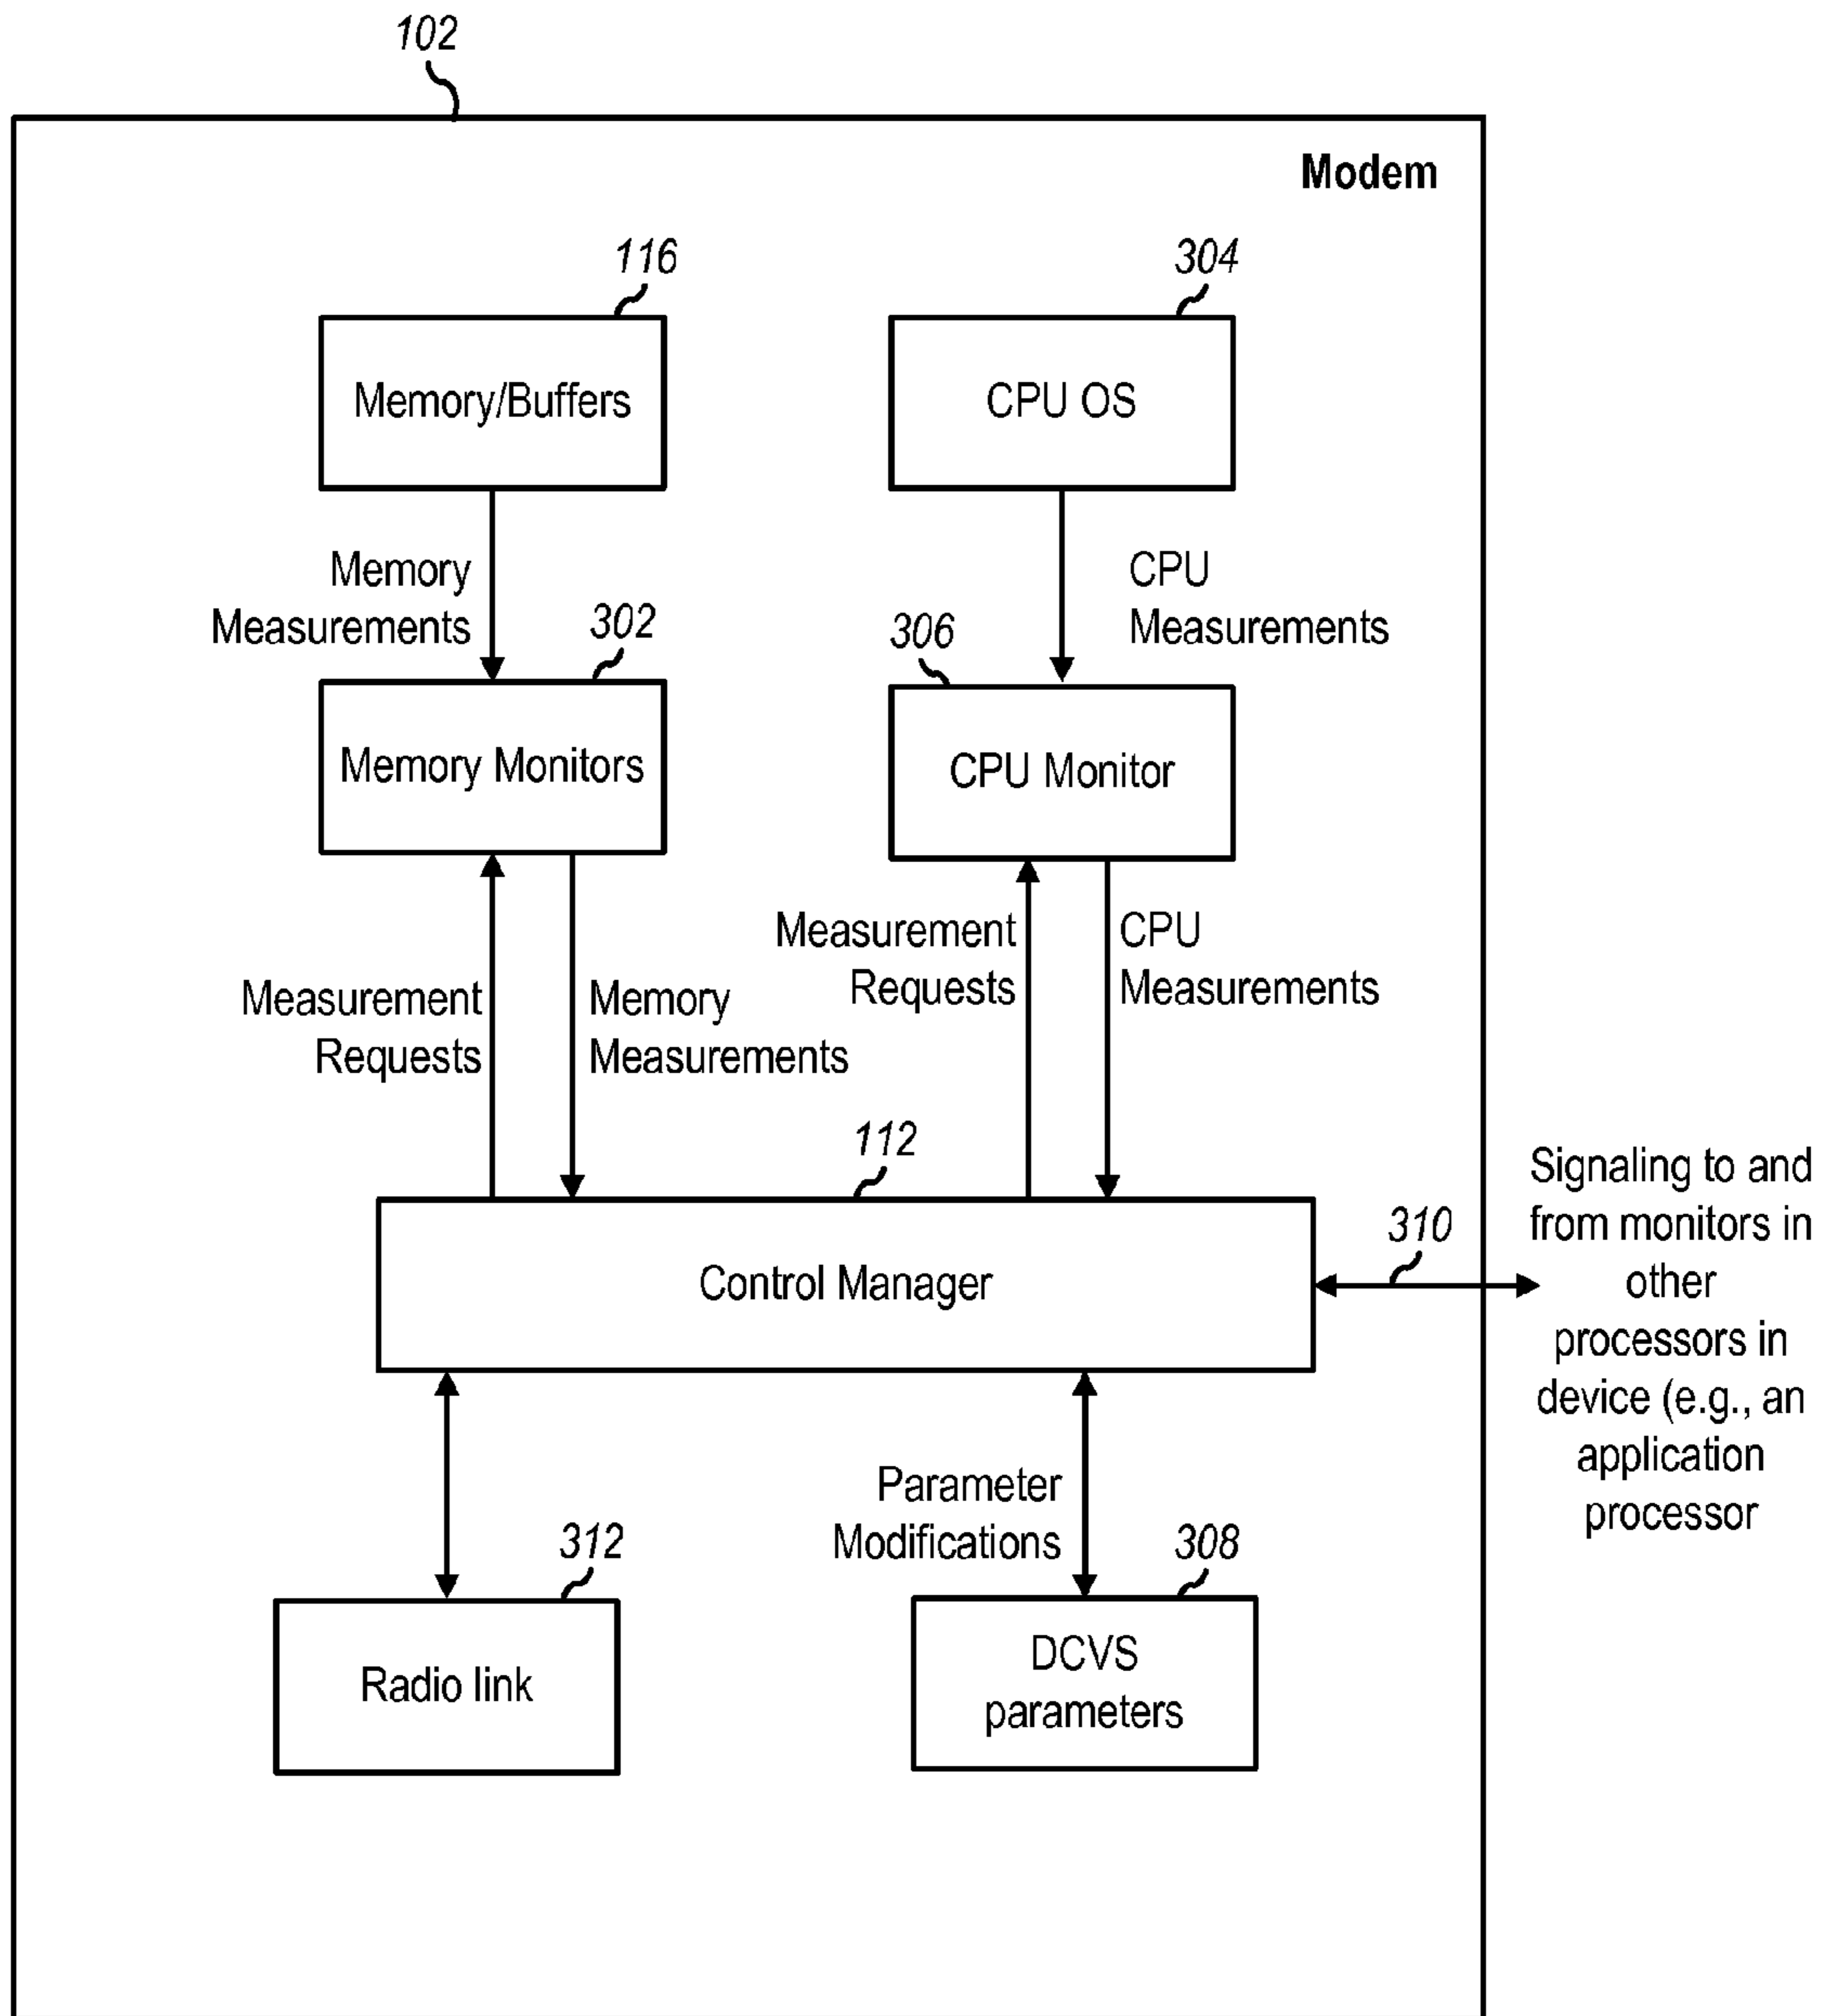 102
Modem
116
304
Memory/Buffers
CPU OS
Memory
Measurements
CPU
Measurements
302
306
Memory Monitors
CPU Monitor
Measurement
Requests
Memory
Measurements
Measurement
Requests
CPU
Measurements
112
Control Manager
310
Signaling to and
from monitors in
other
processors in
device (e.g., an
application
processor
Parameter
Modifications
312
308
Radio link
DCVS
parameters